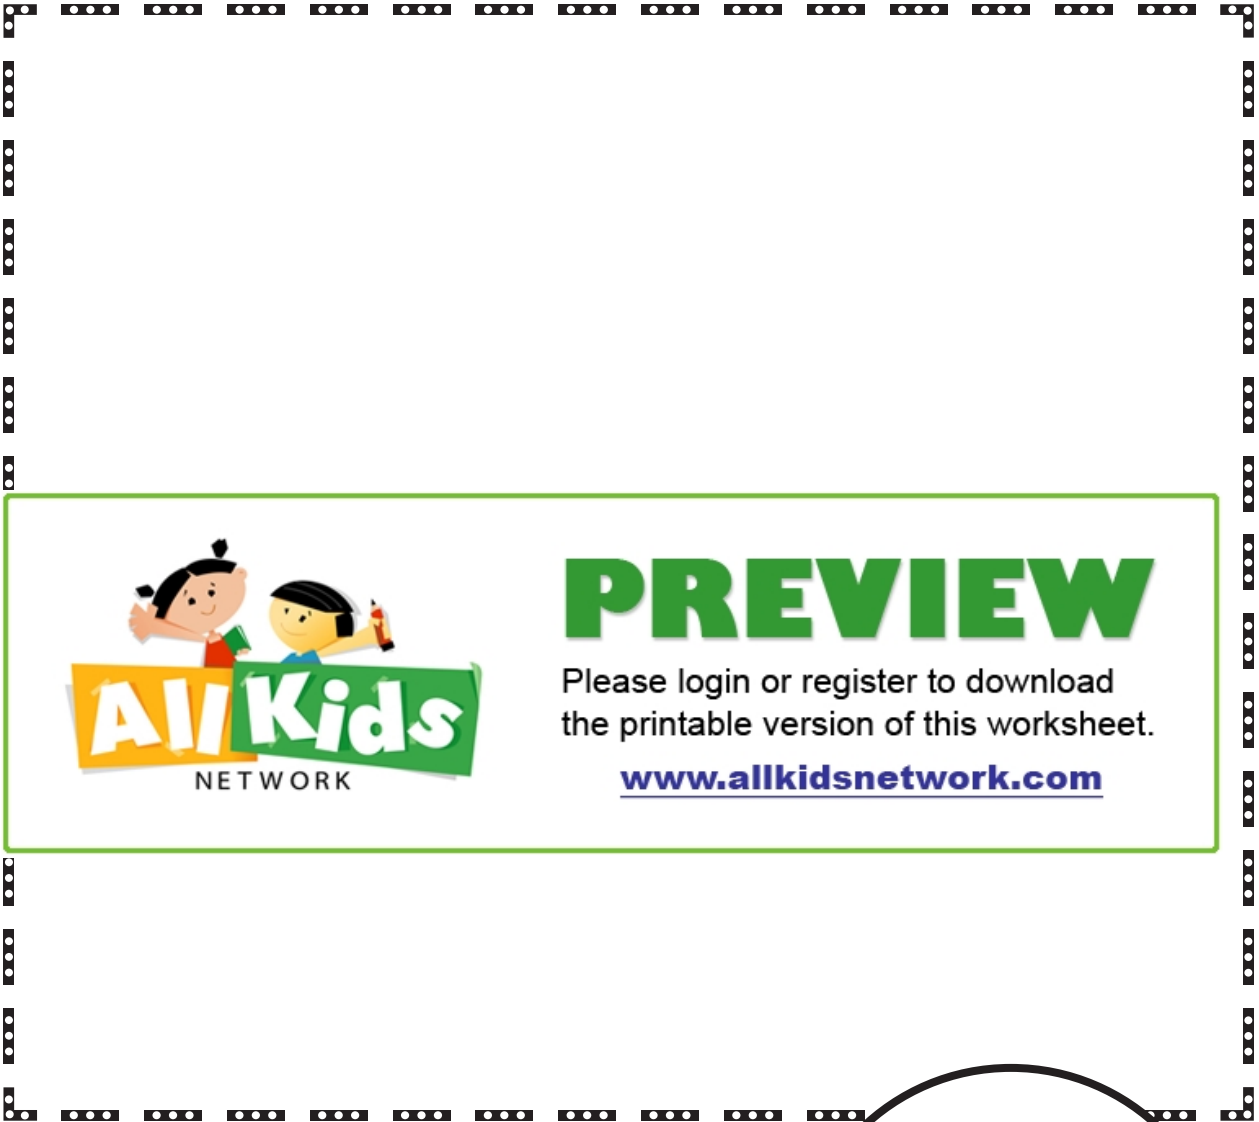 All Kids
NETWORK
PREVIEW
Please login or register to download
the printable version of this worksheet.
www.allkidsnetwork.com